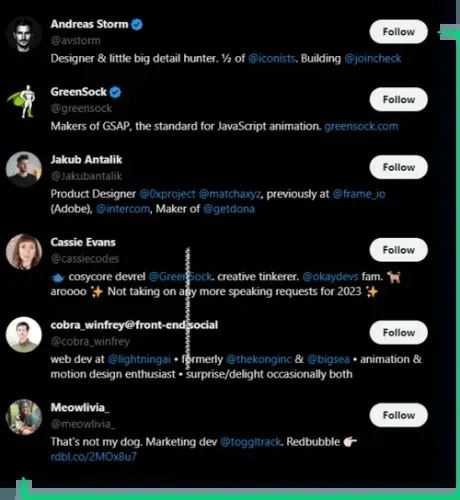 Andreas Storm
@avstorm
Follow
Designer & little big detail hunter. ½ of @iconists. Building @joincheck
GreenSock
@greensock
Follow
Makers of GSAP, the standard for JavaScript animation. greensock.com
Jakub Antalik
@Jakubantalik
Follow
Product Designer @0xproject @matchaxyz, previously at @frame_io
(Adobe), @intercom, Maker of @getdona
Cassie Evans
@cassiecodes
Follow
🫖 cosycore devrel @GreenSock. creative tinkerer. @okaydevs fam. 🐕
aroooo ✨ Not taking on any more speaking requests for 2023 ✨
cobra_winfrey@front-end.social
@cobra_winfrey
Follow
web dev at @lightningai • formerly @thekonginc & @bigsea • animation &
motion design enthusiast • surprise/delight occasionally both
Meowlivia_
@meowlivia_
Follow
That's not my dog. Marketing dev @toggltrack. Redbubble 👉🏻
rdbl.co/2MOx8u7